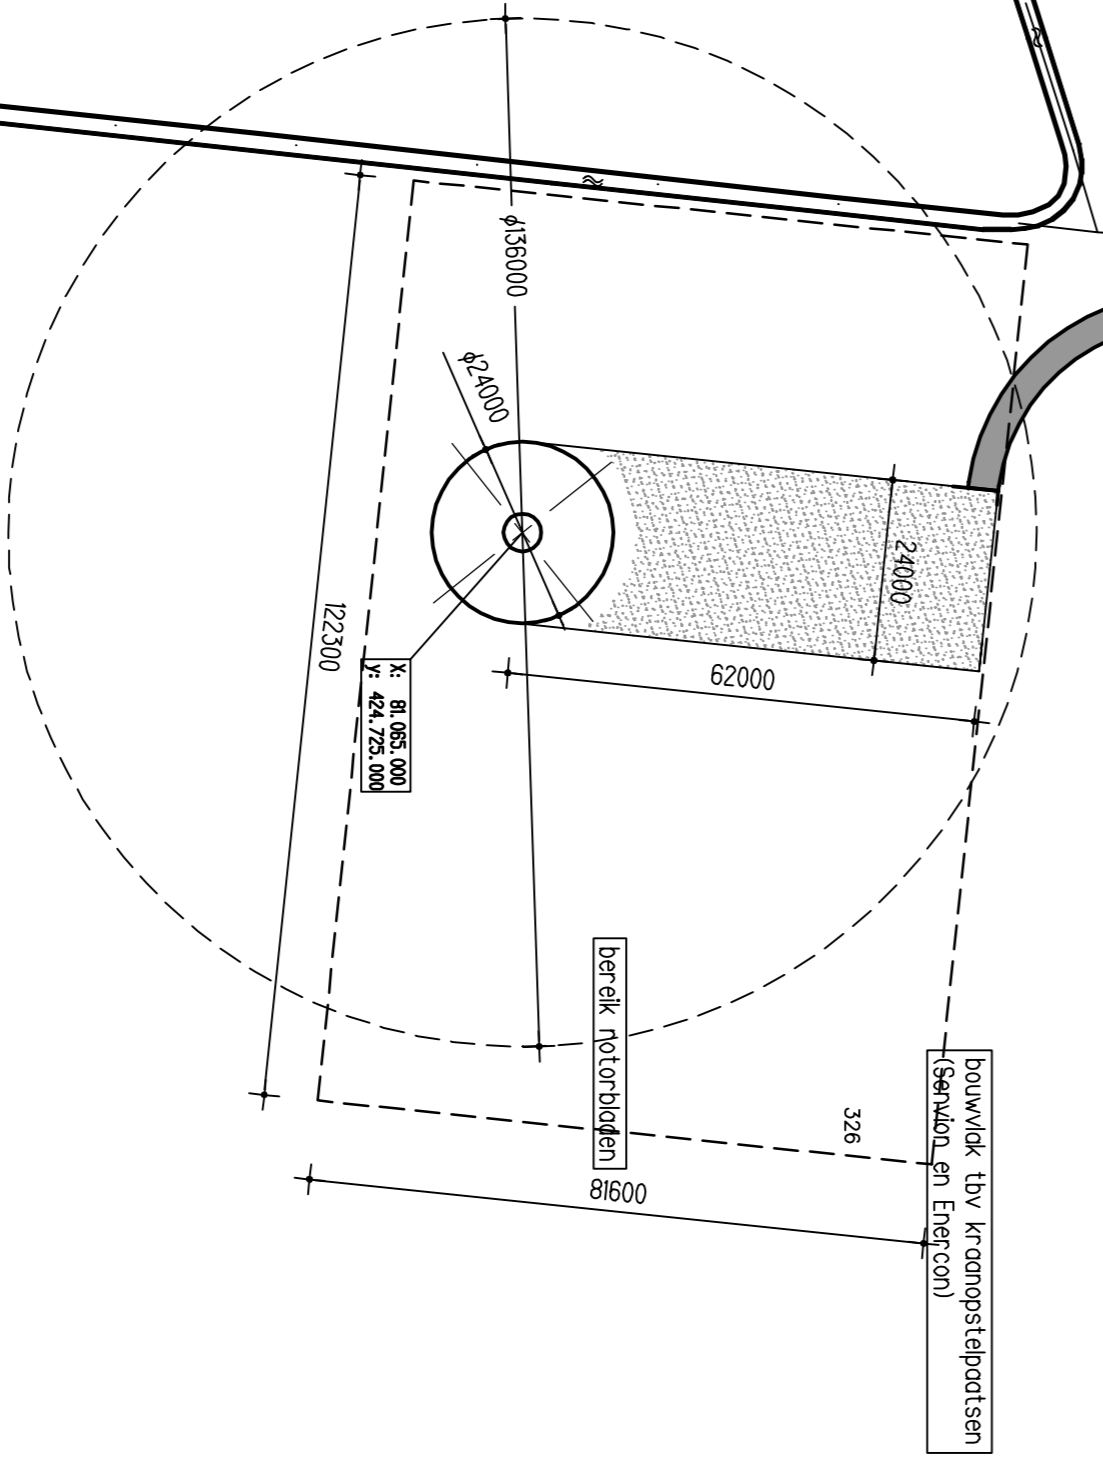 bouwvlak tbv kraanopstelpaatsen
(Senvion en Enercon)
326
81600
bereik rotorbladen
62000
24000
ϕ136000
ϕ24000
X: 81.065.000
y: 424.725.000
122300